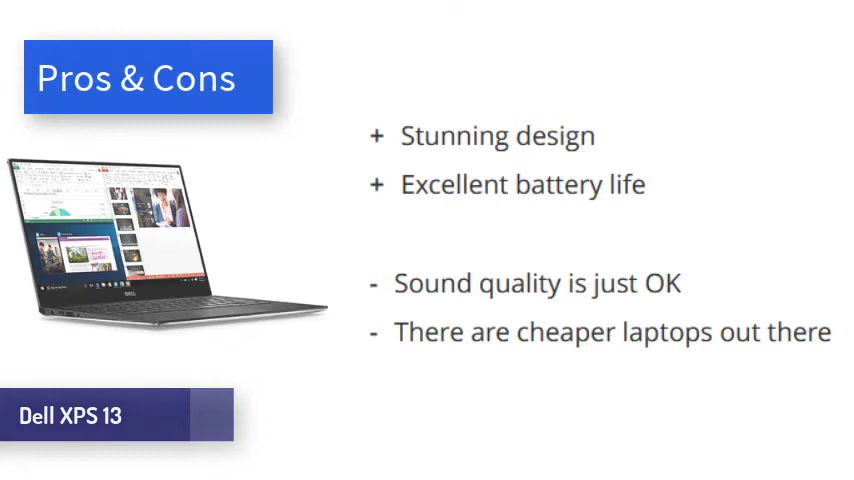 Pros & Cons
+ Stunning design
+ Excellent battery life
- Sound quality is just OK
- There are cheaper laptops out there
DELL
Dell XPS 13